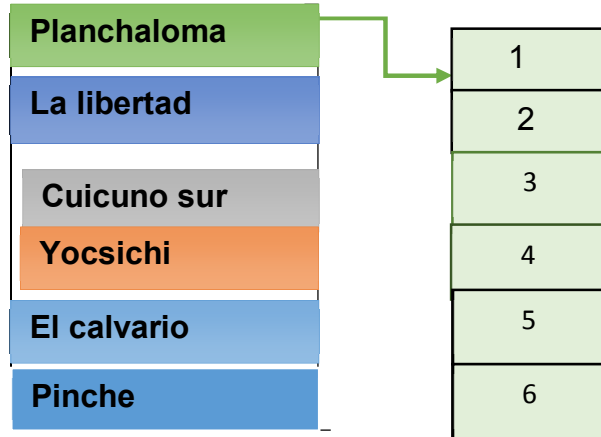 Planchaloma
La libertad
Cuicuno sur
Yocsichi
El calvario
Pinche
1
2
3
4
5
6